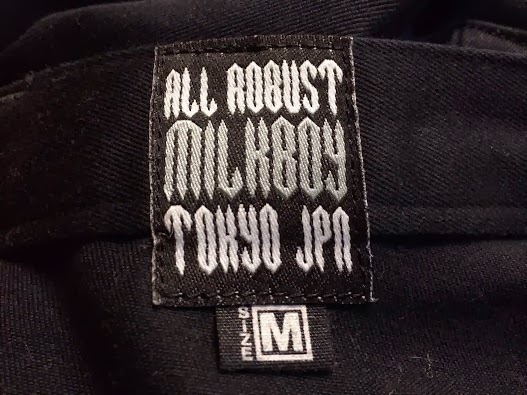 ALL ROBUST
MILKBOY
TOKYO JPN
SIZE M